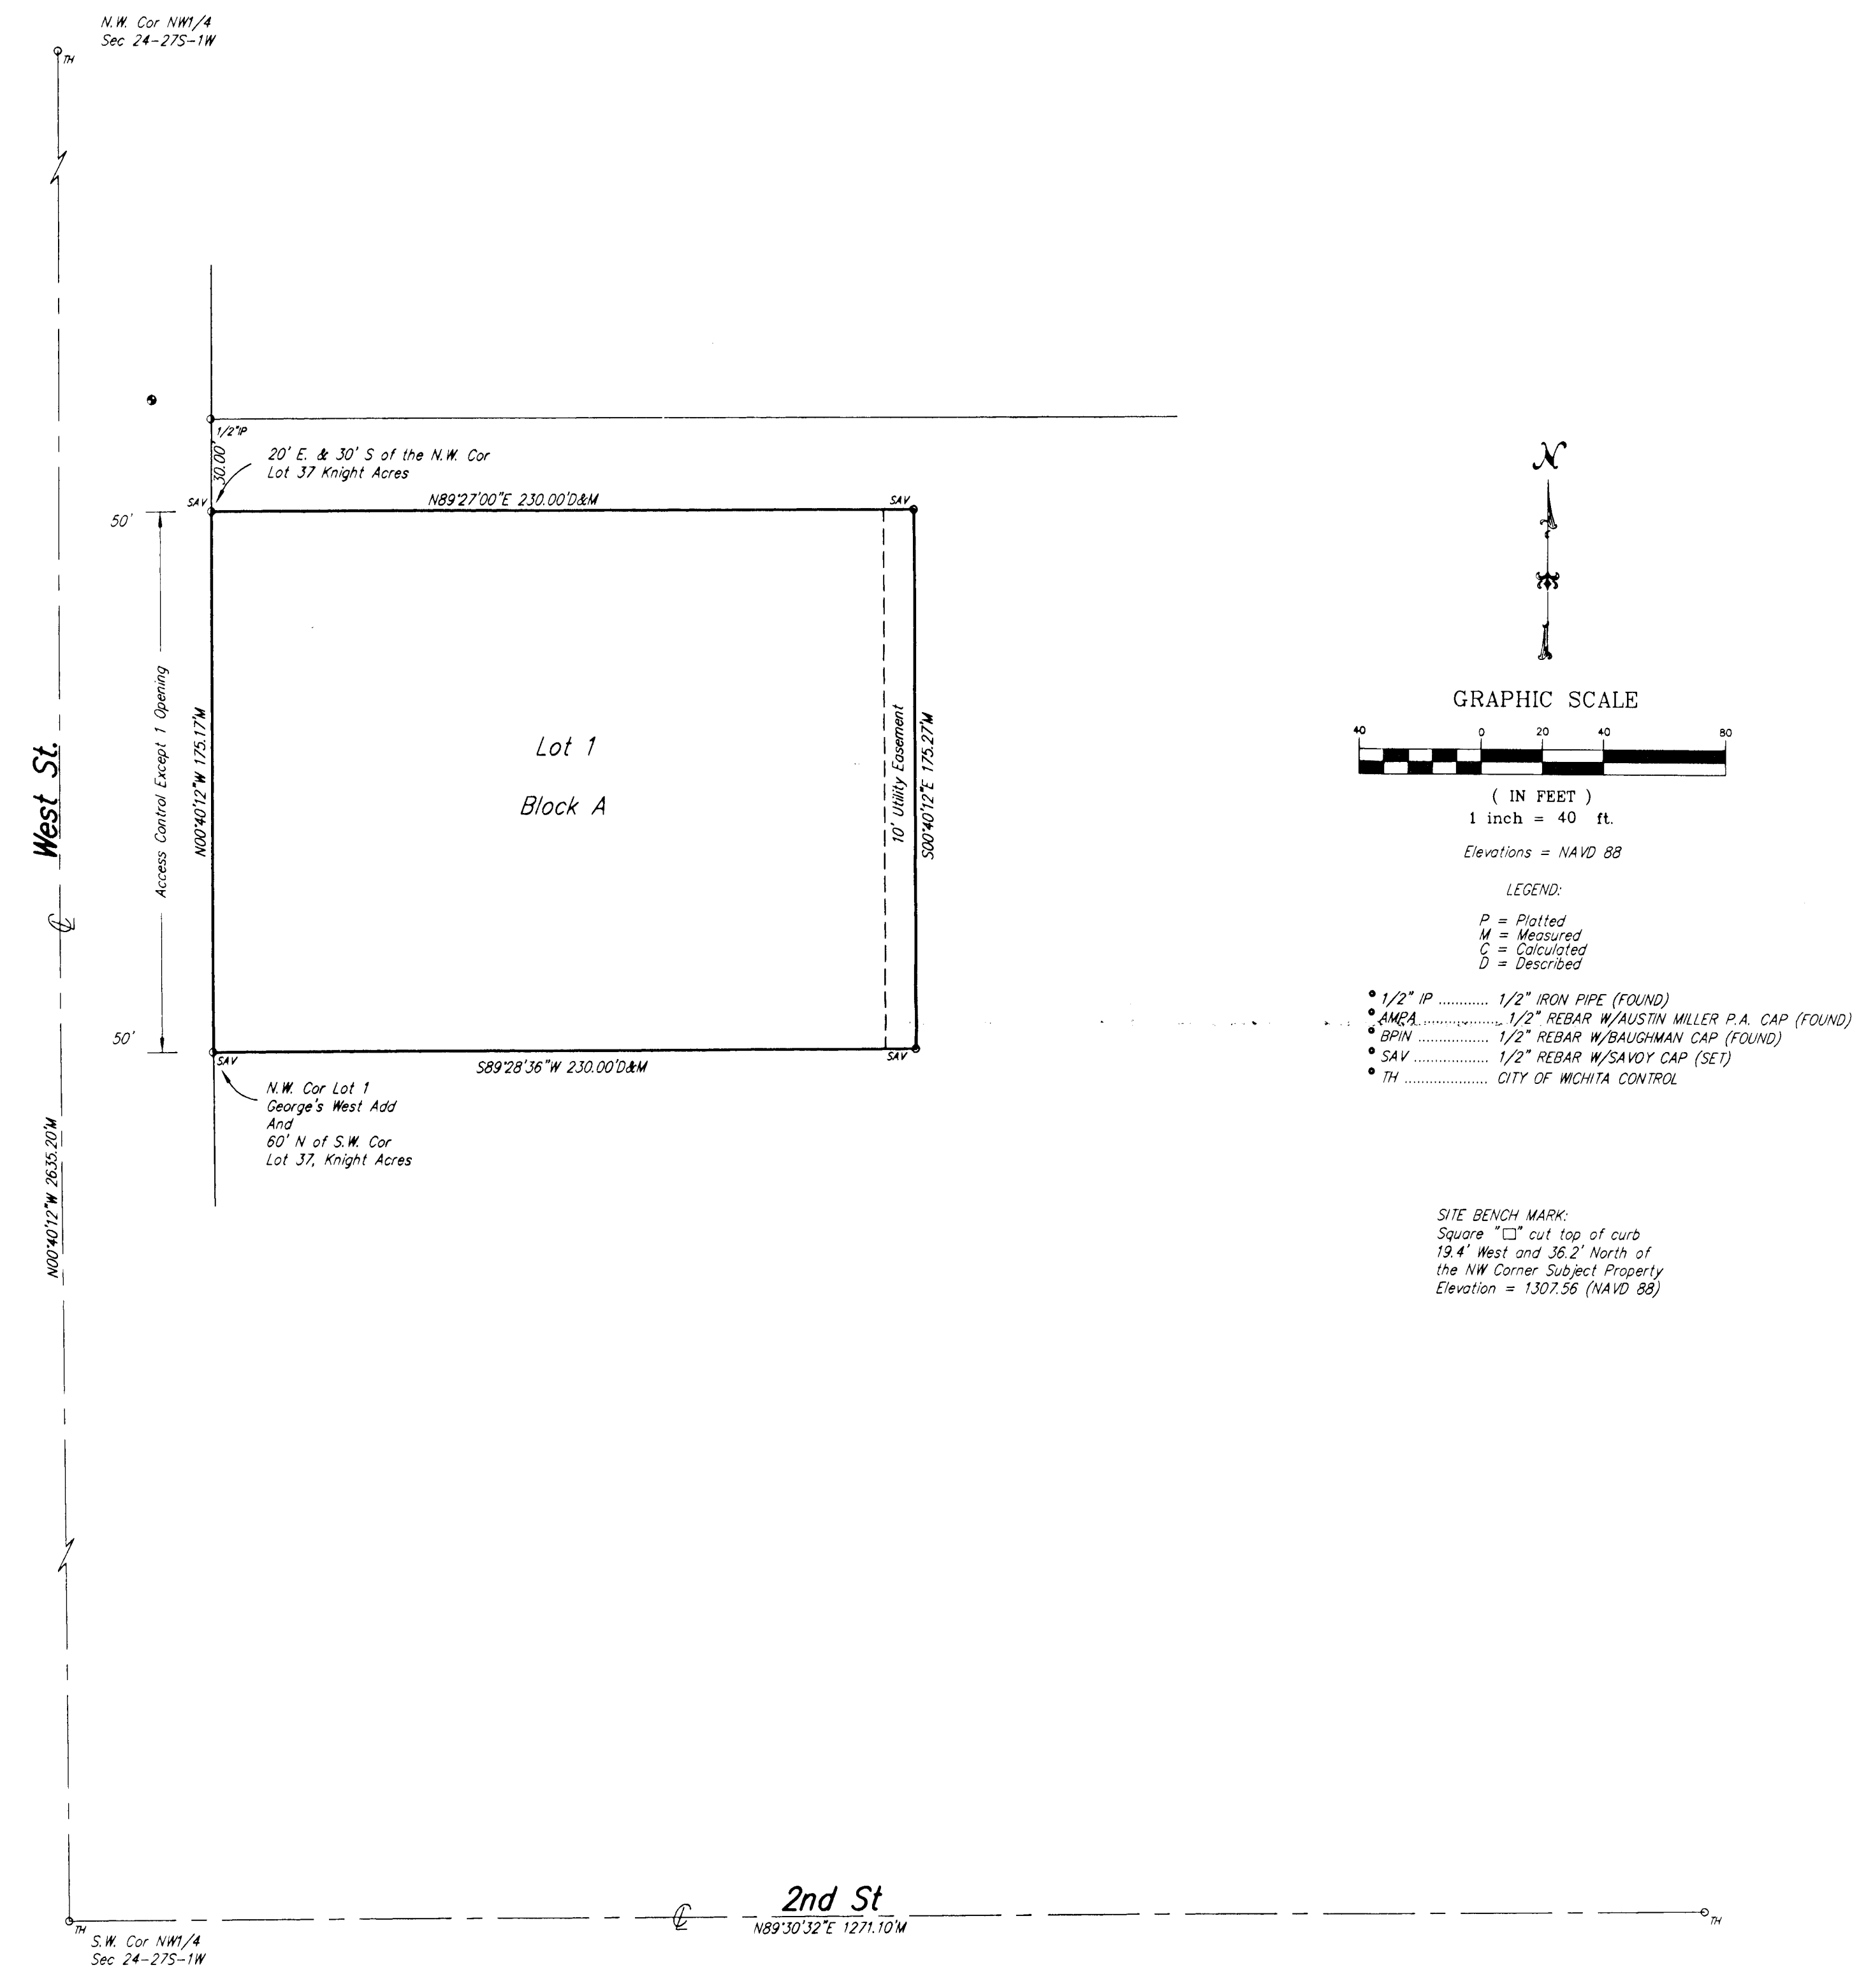 N.W. Cor NW1/4
Sec 24-27S-1W
TH
1/2"IP
30.00'
20' E. & 30' S of the N.W. Cor
Lot 37 Knight Acres
SAV
N89°27'00"E 230.00'D&M
SAV
50'
Access Control Except 1 Opening
N00°40'12"W 175.17'M
Lot 1
Block A
10' Utility Easement
S00°40'12"E 175.27'M
West St.
℄
50'
SAV
S89°28'36"W 230.00'D&M
SAV
N.W. Cor Lot 1
George's West Add
And
60' N of S.W. Cor
Lot 37, Knight Acres
N00°40'12"W 2635.20'M
N
GRAPHIC SCALE
40 0 20 40 80
( IN FEET )
1 inch = 40 ft.
Elevations = NAVD 88
LEGEND:
P = Platted
M = Measured
C = Calculated
D = Described
1/2" IP ............ 1/2" IRON PIPE (FOUND)
AMPA .................. 1/2" REBAR W/AUSTIN MILLER P.A. CAP (FOUND)
BPIN ................. 1/2" REBAR W/BAUGHMAN CAP (FOUND)
SAV .................. 1/2" REBAR W/SAVOY CAP (SET)
TH .................... CITY OF WICHITA CONTROL
SITE BENCH MARK:
Square "□" cut top of curb
19.4' West and 36.2' North of
the NW Corner Subject Property
Elevation = 1307.56 (NAVD 88)
2nd St
℄
N89°30'32"E 1271.10'M
TH
TH
S.W. Cor NW1/4
Sec 24-27S-1W